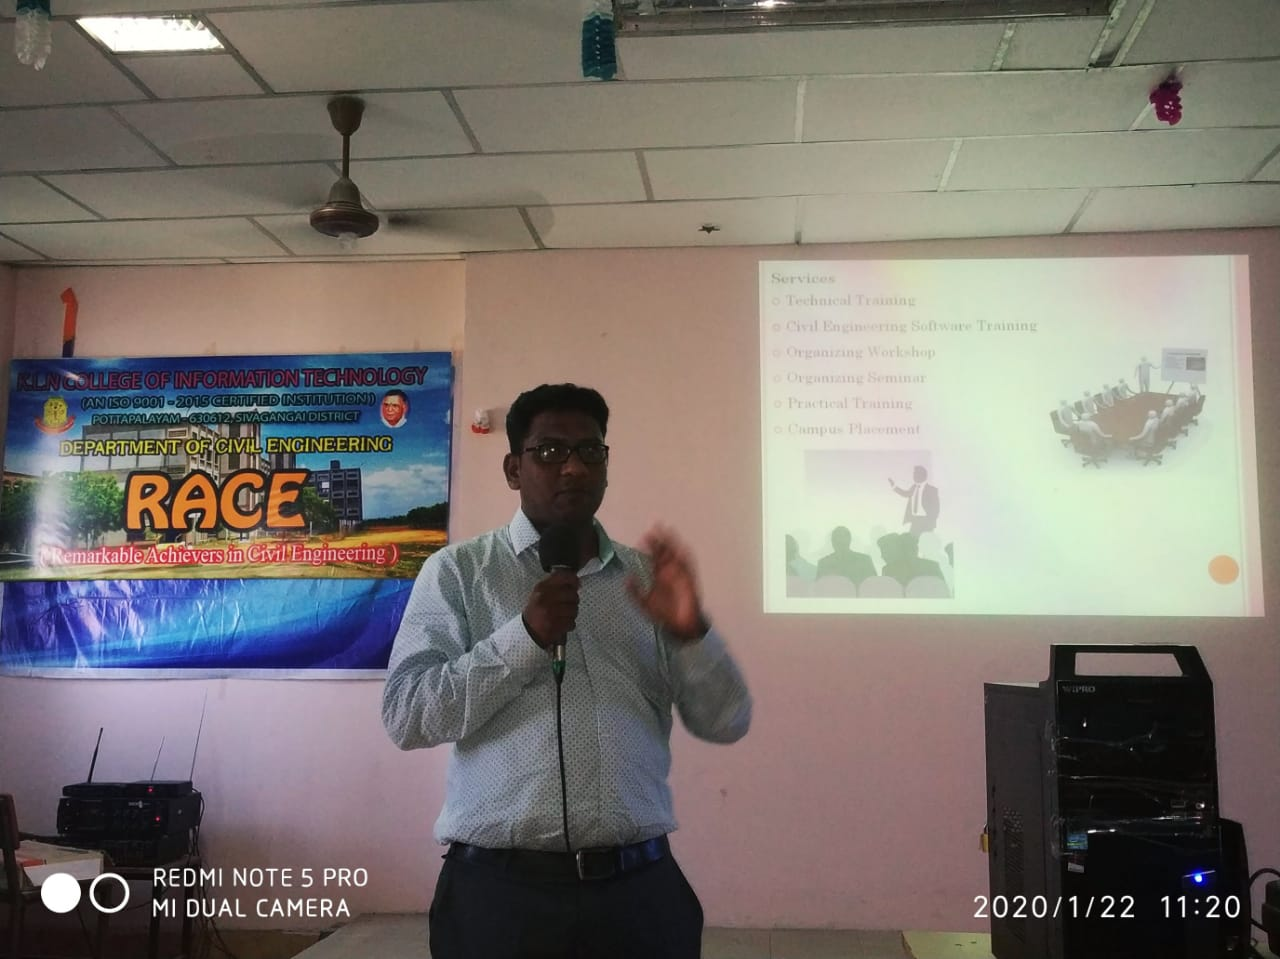 K.L.N COLLEGE OF INFORMATION TECHNOLOGY
(AN ISO 9001 - 2015 CERTIFIED INSTITUTION)
POTTAPALAYAM - 630612, SIVAGANGAI DISTRICT
DEPARTMENT OF CIVIL ENGINEERING
RACE
( Remarkable Achievers in Civil Engineering )
Services
Technical Training
Civil Engineering Software Training
Organizing Workshop
Organizing Seminar
Practical Training
Campus Placement
WIPRO
REDMI NOTE 5 PRO
MI DUAL CAMERA
2020/1/22 11:20